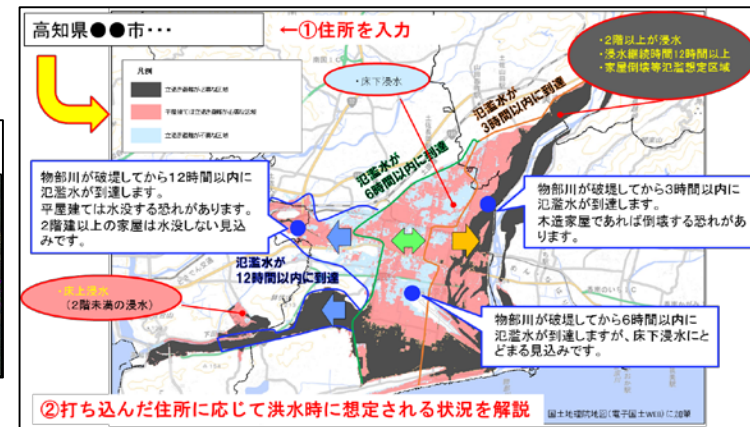 高知県●●市･･･
←①住所を入力
・2階以上が浸水
・浸水継続時間12時間以上
・家屋倒壊等氾濫想定区域
凡例
・床下浸水
氾濫水が
3時間以内に到達
氾濫水が
6時間以内に到達
物部川が破堤してから12時間以内に
氾濫水が到達します。
平屋建ては水没する恐れがあります。
2階建以上の家屋は水没しない見込
みです。
物部川が破堤してから3時間以内に
氾濫水が到達します。
木造家屋であれば倒壊する恐れがあ
ります。
氾濫水が
12時間以内に到達
・床上浸水
(2階未満の浸水)
物部川が破堤してから6時間以内に
氾濫水が到達しますが、床下浸水にと
どまる見込みです。
②打ち込んだ住所に応じて洪水時に想定される状況を解説
国土地理院地図(電子国土WEB)に加筆